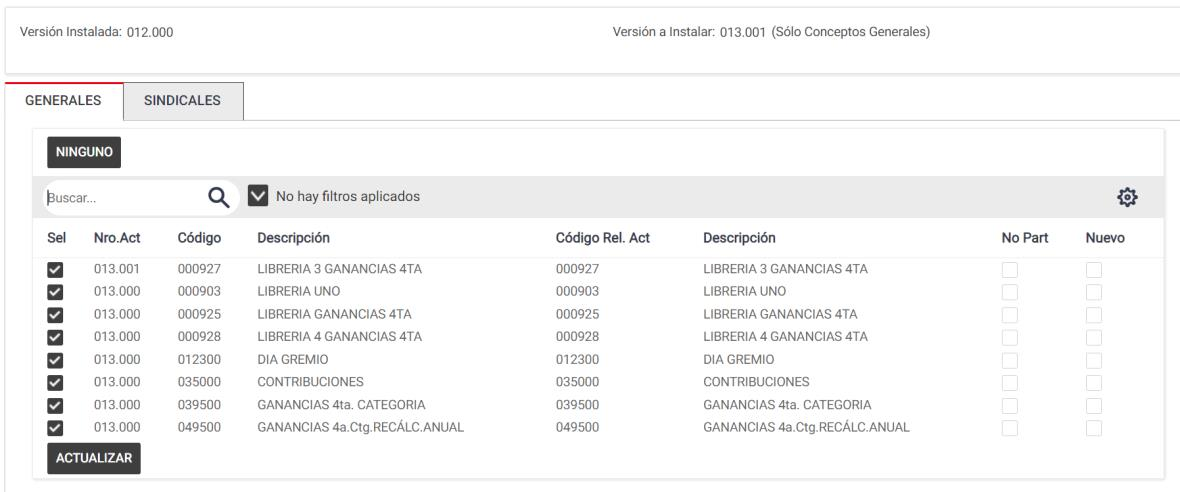 Versión Instalada: 012.000 Versión a Instalar: 013.001 (Sólo Conceptos Generales)
GENERALES SINDICALES
NINGUNO
Buscar... No hay filtros aplicados
Sel Nro.Act Código Descripción Código Rel. Act Descripción No Part Nuevo
013.001 000927 LIBRERIA 3 GANANCIAS 4TA 000927 LIBRERIA 3 GANANCIAS 4TA
013.000 000903 LIBRERIA UNO 000903 LIBRERIA UNO
013.000 000925 LIBRERIA GANANCIAS 4TA 000925 LIBRERIA GANANCIAS 4TA
013.000 000928 LIBRERIA 4 GANANCIAS 4TA 000928 LIBRERIA 4 GANANCIAS 4TA
013.000 012300 DIA GREMIO 012300 DIA GREMIO
013.000 035000 CONTRIBUCIONES 035000 CONTRIBUCIONES
013.000 039500 GANANCIAS 4ta. CATEGORIA 039500 GANANCIAS 4ta. CATEGORIA
013.000 049500 GANANCIAS 4a.Ctg.RECÁLC.ANUAL 049500 GANANCIAS 4a.Ctg.RECÁLC.ANUAL
ACTUALIZAR